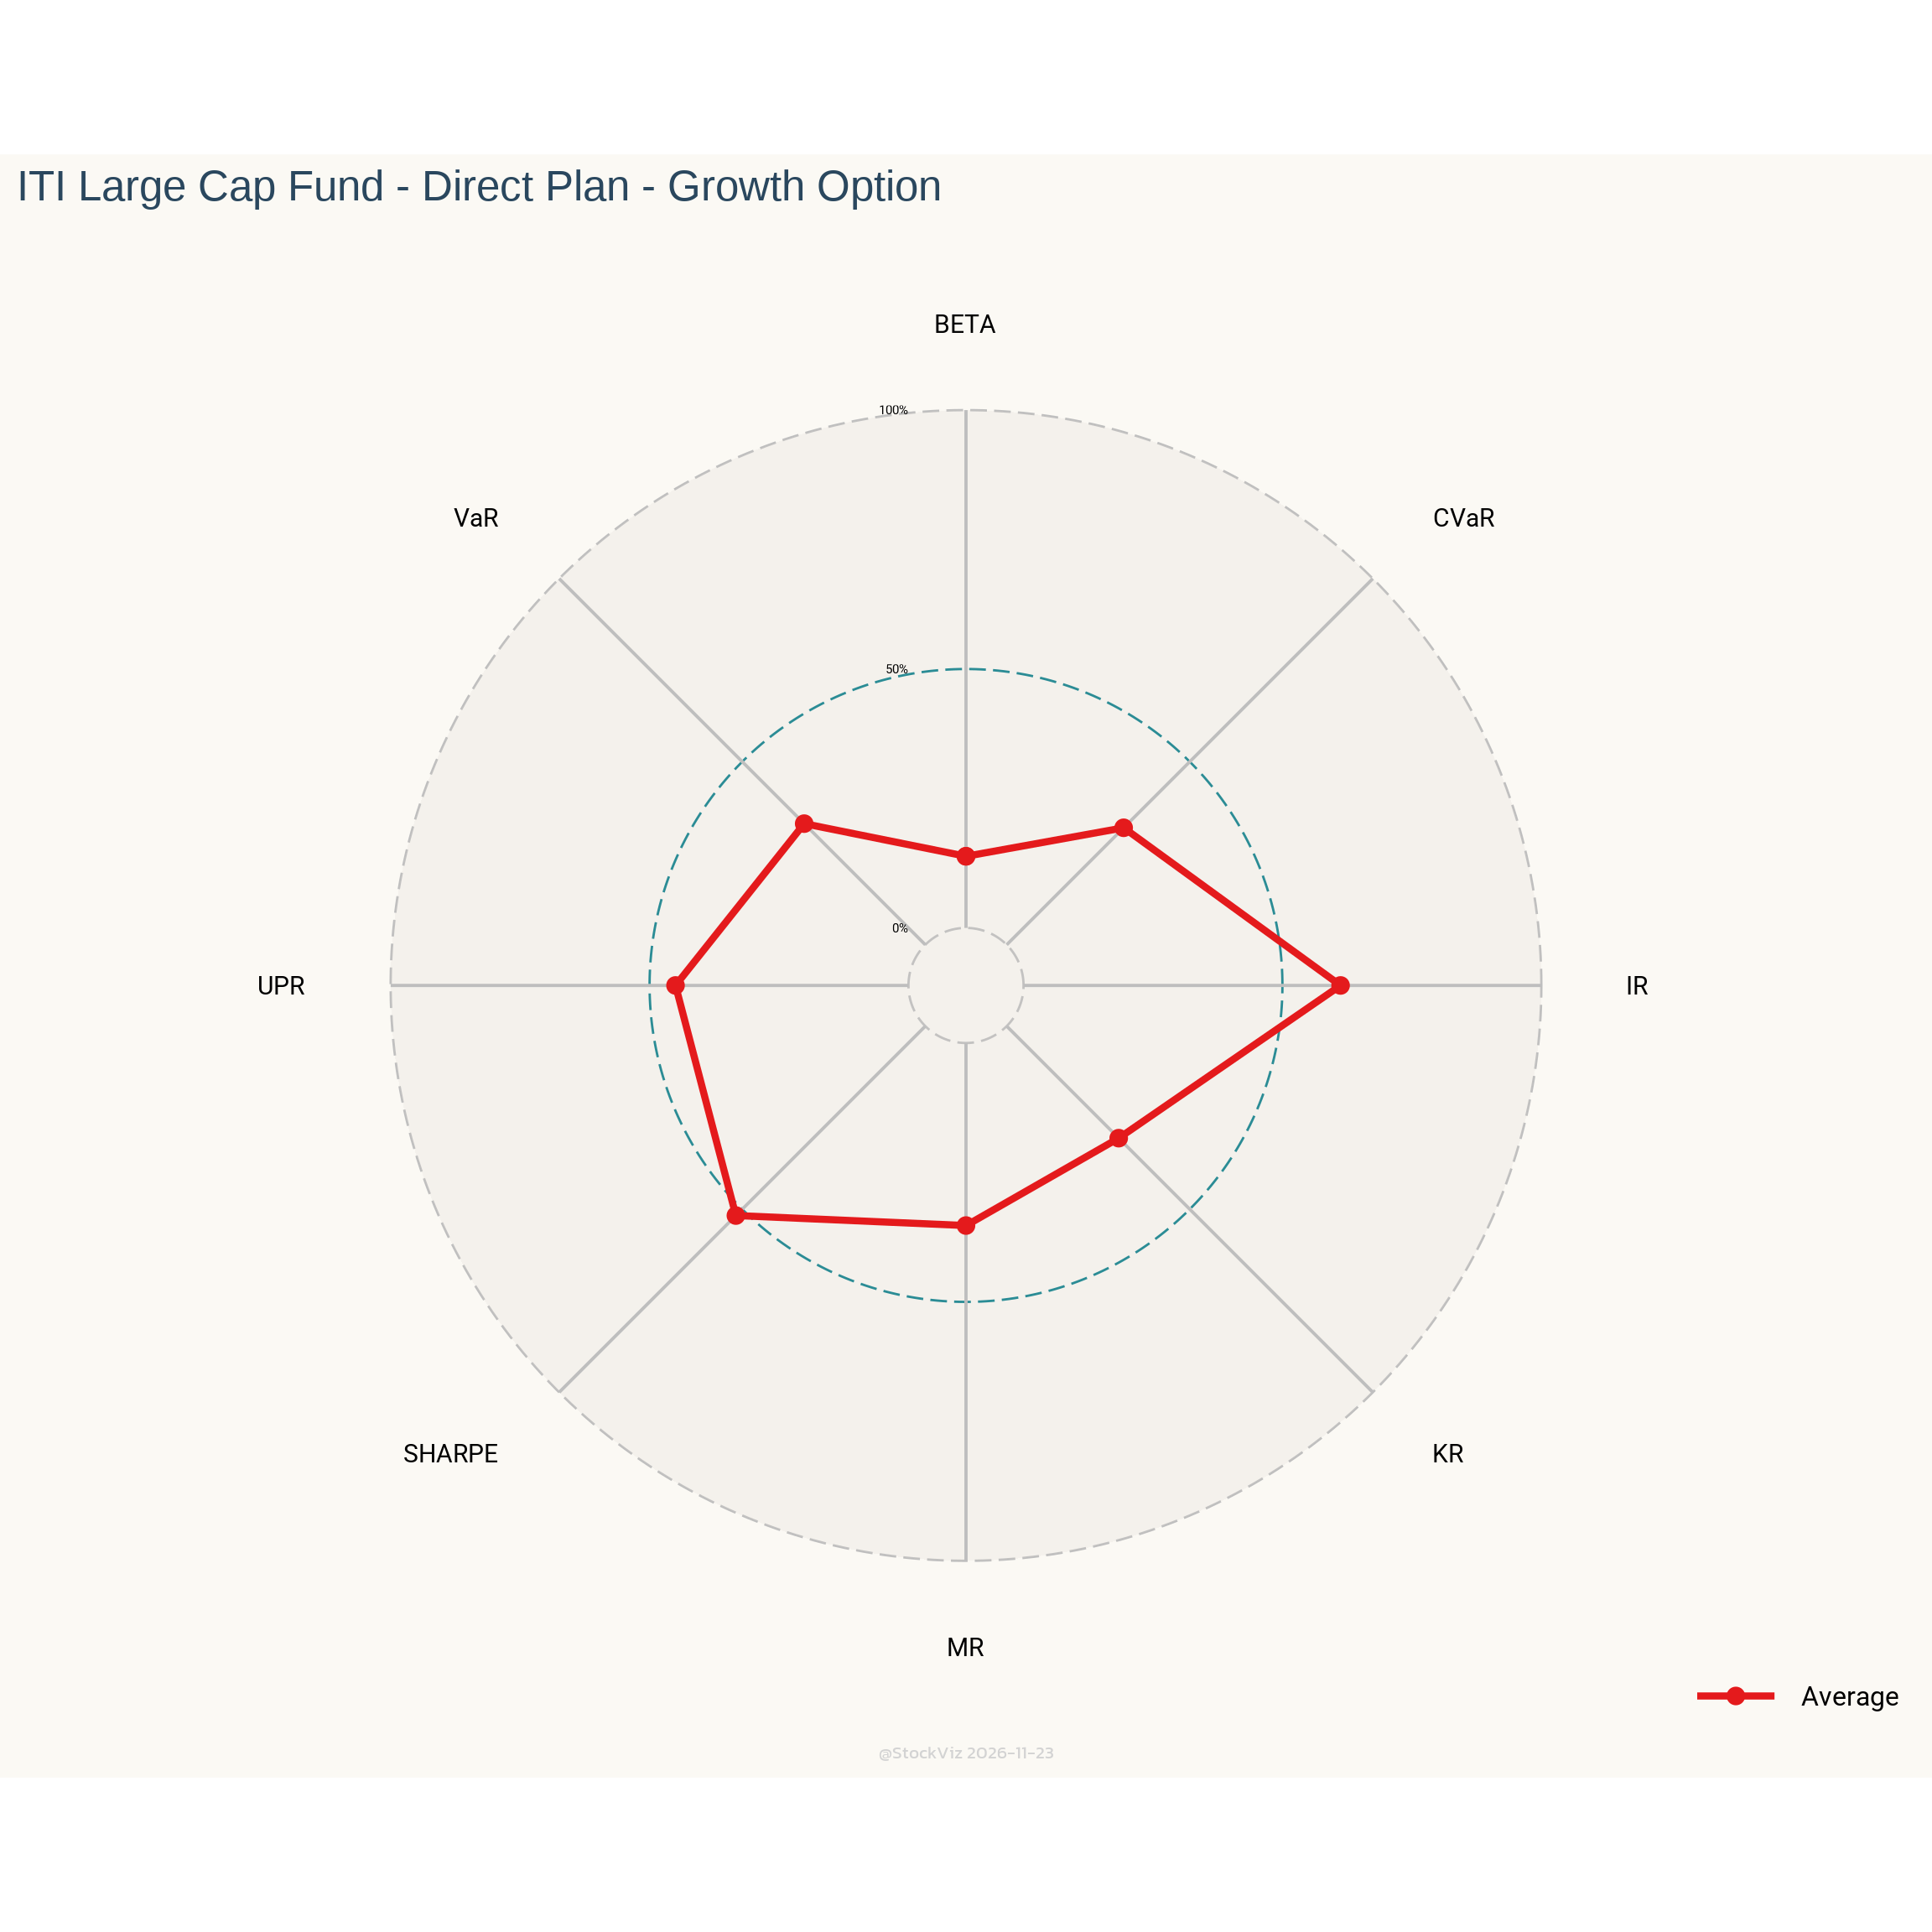 ITI Large Cap Fund - Direct Plan - Growth Option
BETA
100%
VaR
CVaR
50%
0%
UPR
IR
SHARPE
KR
MR
Average
@StockViz 2026-11-23